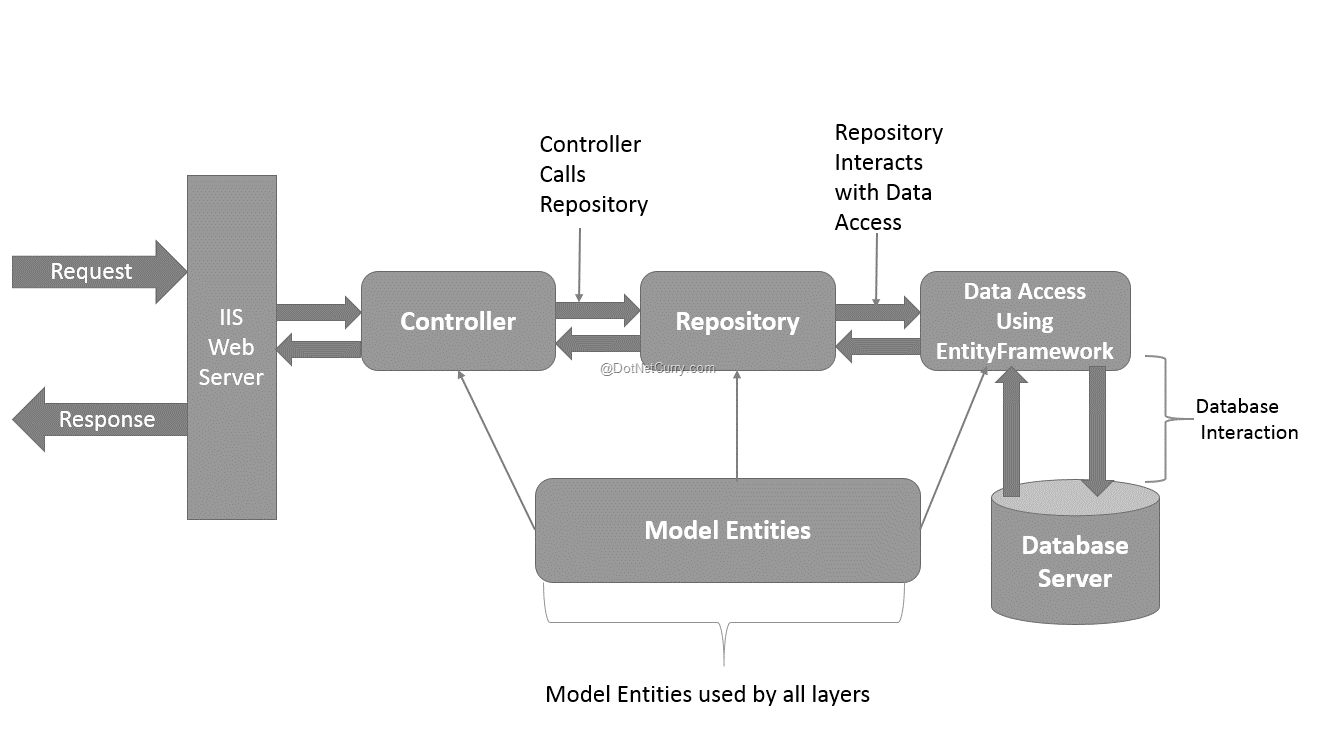 Controller
Calls
Repository
Repository
Interacts
with Data
Access
Request
IIS
Web
Server
Response
Controller
Repository
Data Access
Using
EntityFramework
@DotNetCurry.com
Database
Interaction
Model Entities
Database
Server
Model Entities used by all layers